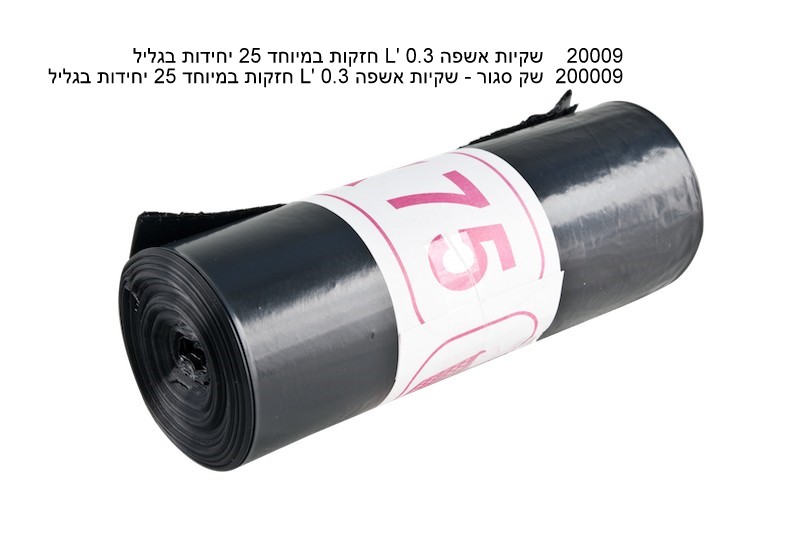 20009 שקיות אשפה L' 0.3 חזקות במיוחד 25 יחידות בגליל
200009 שק סגור - שקיות אשפה L' 0.3 חזקות במיוחד 25 יחידות בגליל
75